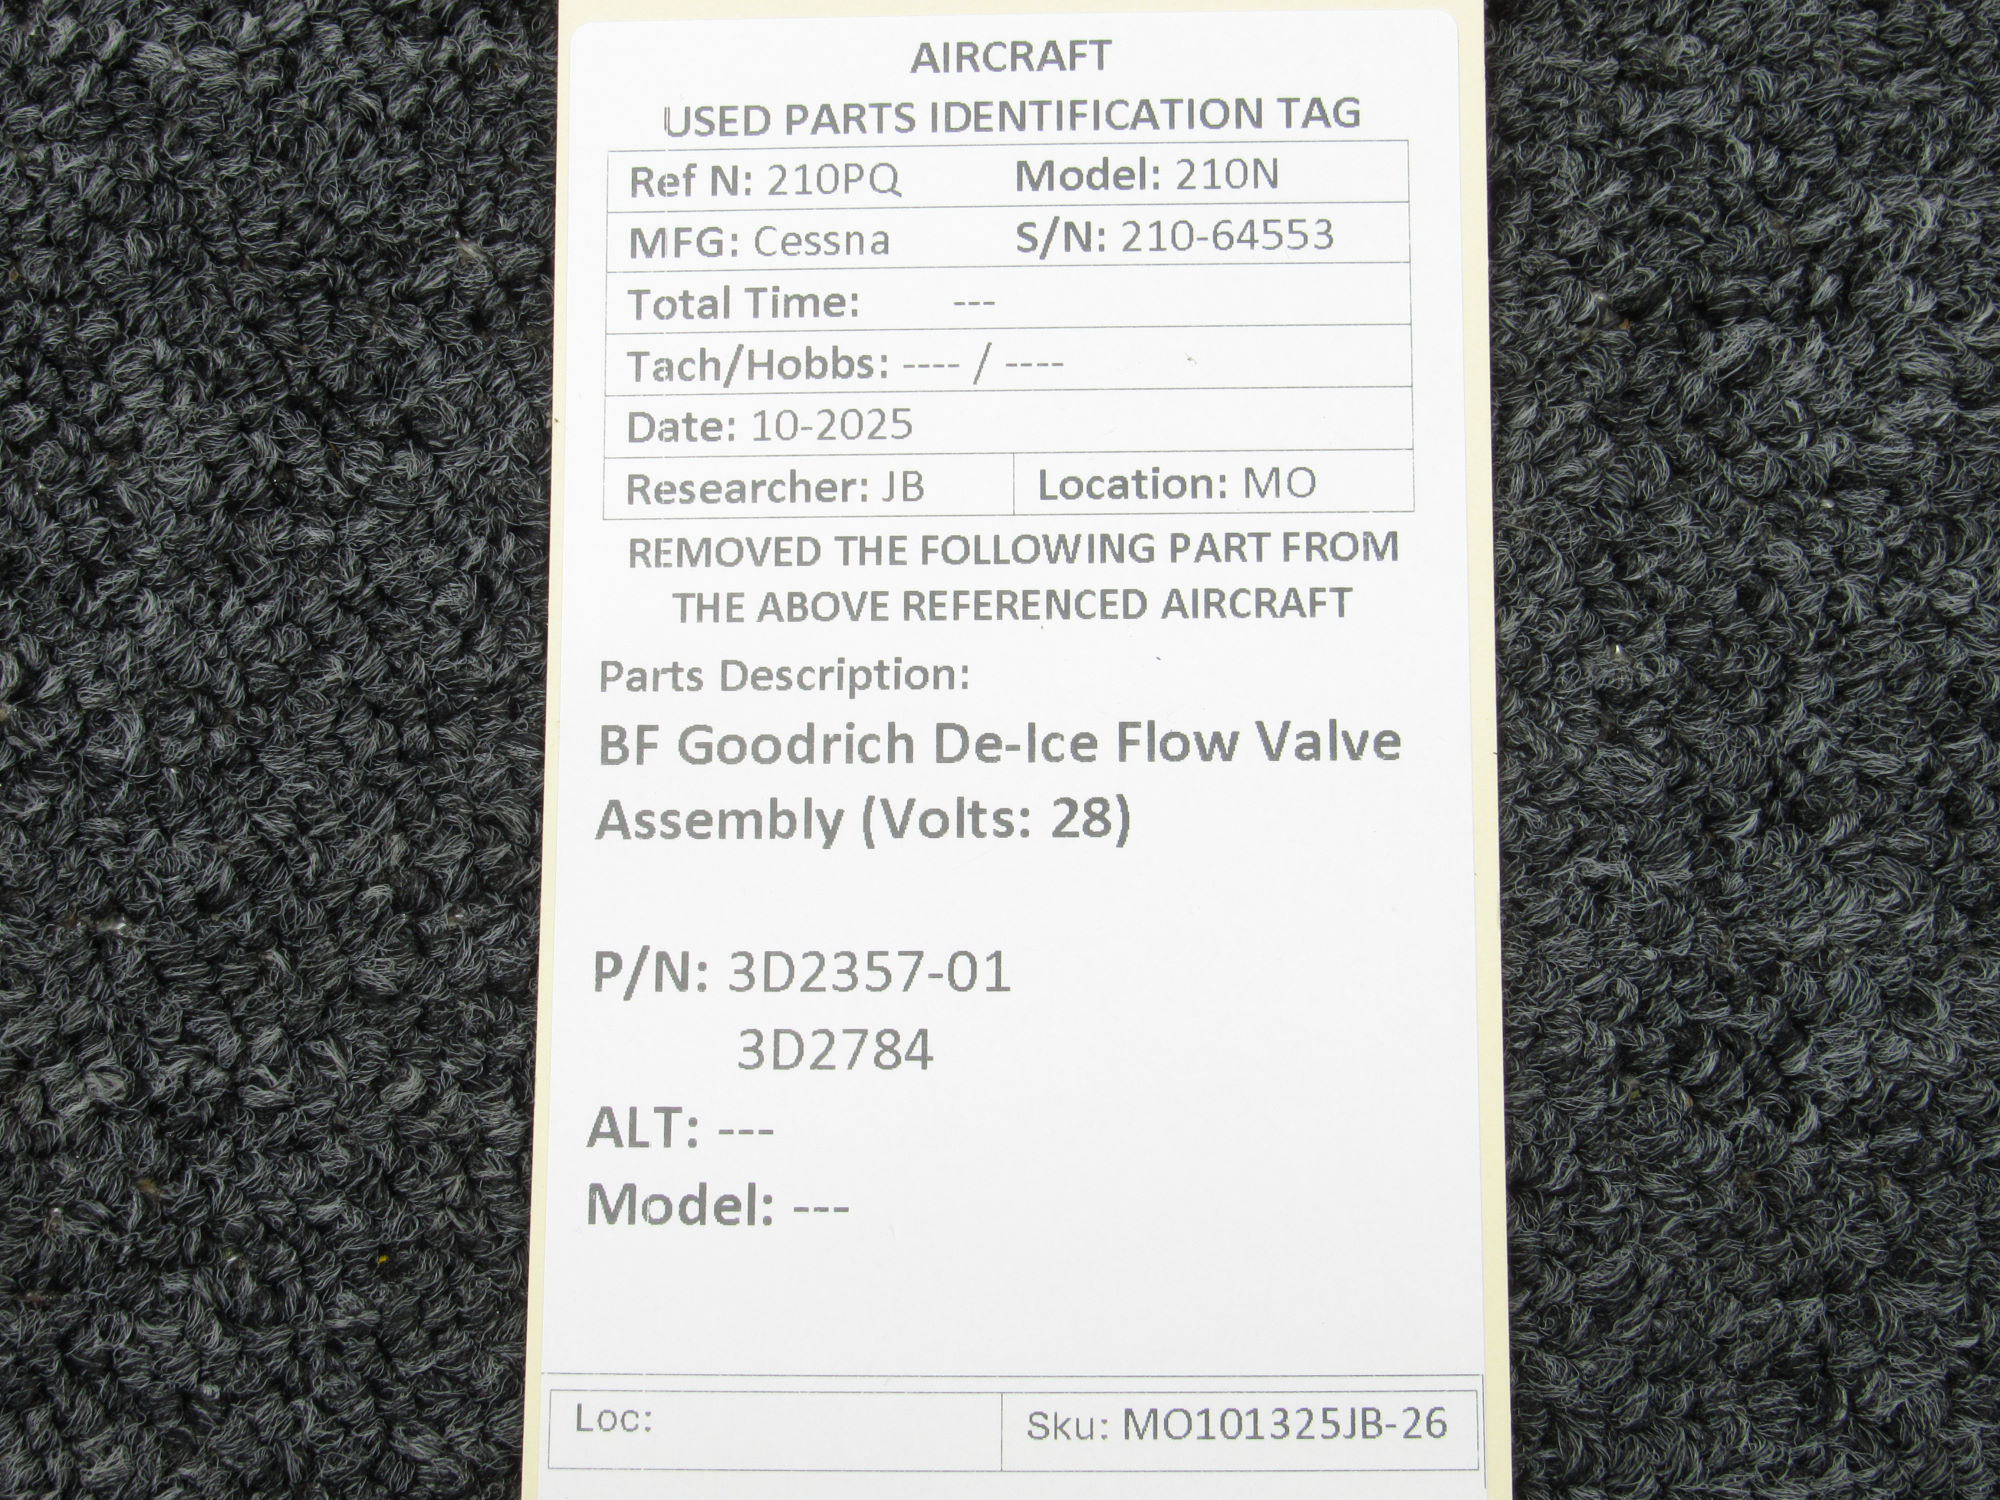 AIRCRAFT
USED PARTS IDENTIFICATION TAG
Ref N: 210PQ Model: 210N
MFG: Cessna S/N: 210-64553
Total Time: ---
Tach/Hobbs: ---- / ----
Date: 10-2025
Researcher: JB Location: MO
REMOVED THE FOLLOWING PART FROM
THE ABOVE REFERENCED AIRCRAFT
Parts Description:
BF Goodrich De-Ice Flow Valve
Assembly (Volts: 28)
P/N: 3D2357-01
3D2784
ALT: ---
Model: ---
Loc: Sku: MO101325JB-26